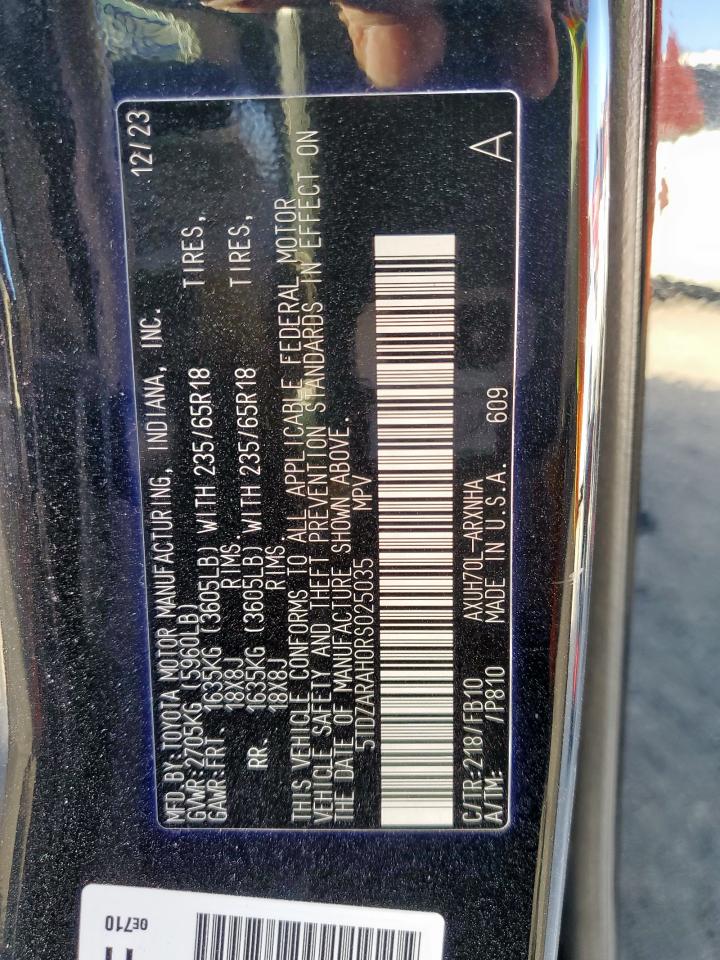 MFD.BY:TOYOTA MOTOR MANUFACTURING, INDIANA, INC. 12/23
GVWR:2705KG (5960LB)
GAWR:FRT. 1635KG (3605LB) WITH 235/65R18 TIRES,
18X8J RIMS
RR. 1635KG (3605LB) WITH 235/65R18 TIRES,
18X8J RIMS
THIS VEHICLE CONFORMS TO ALL APPLICABLE FEDERAL MOTOR
VEHICLE SAFETY AND THEFT PREVENTION STANDARDS IN EFFECT ON
THE DATE OF MANUFACTURE SHOWN ABOVE.
5TDZARAH0RS025035 MPV
C/TR:218/FB10 AXUH70L-ARXNHA
A/TM: /P810 MADE IN U.S.A. 609 A
0E710